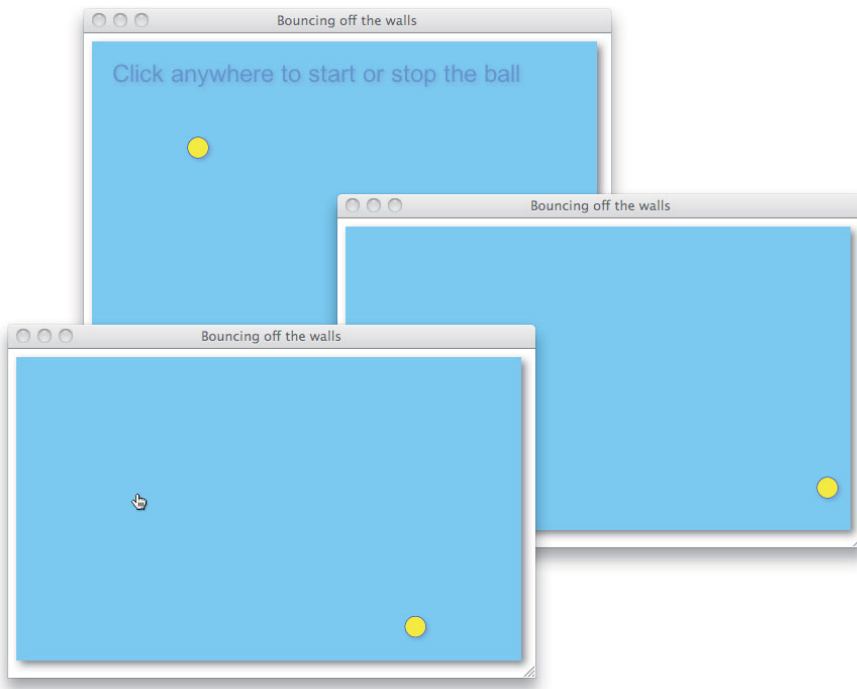 Bouncing off the walls
Click anywhere to start or stop the ball
Bouncing off the walls
Bouncing off the walls